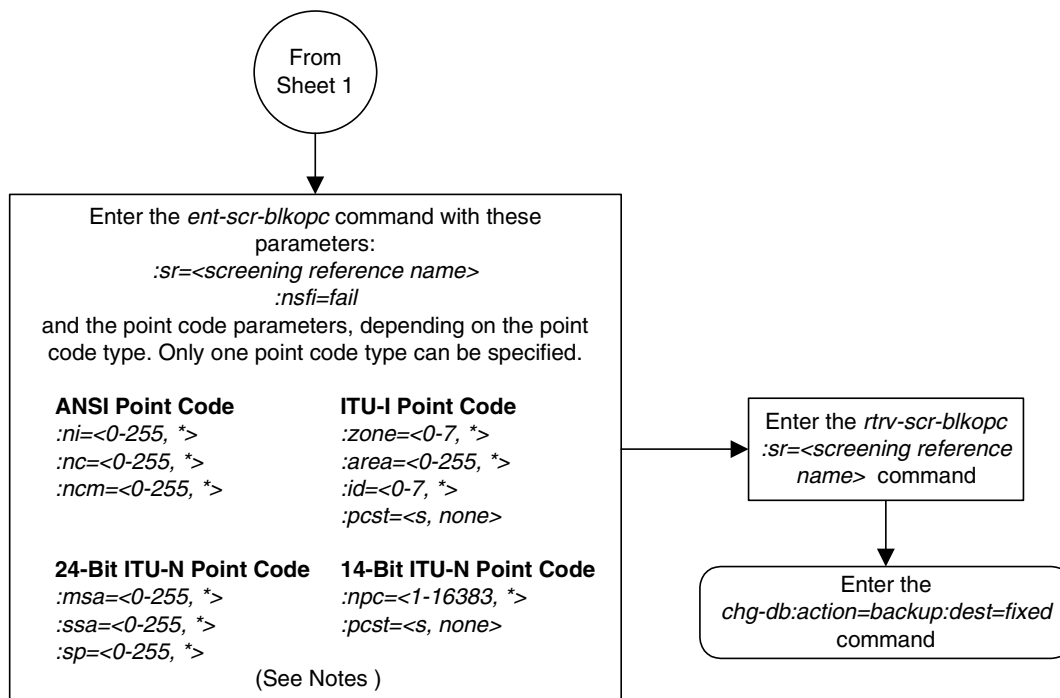 From
Sheet 1
Enter the ent-scr-blkopc command with these
parameters:
:sr=<screening reference name>
:nsfi=fail
and the point code parameters, depending on the point
code type. Only one point code type can be specified.
ANSI Point Code
:ni=<0-255, *>
:nc=<0-255, *>
:ncm=<0-255, *>
ITU-I Point Code
:zone=<0-7, *>
:area=<0-255, *>
:id=<0-7, *>
:pcst=<s, none>
24-Bit ITU-N Point Code
:msa=<0-255, *>
:ssa=<0-255, *>
:sp=<0-255, *>
14-Bit ITU-N Point Code
:npc=<1-16383, *>
:pcst=<s, none>
(See Notes )
Enter the rtrv-scr-blkopc
:sr=<screening reference
name> command
Enter the
chg-db:action=backup:dest=fixed
command